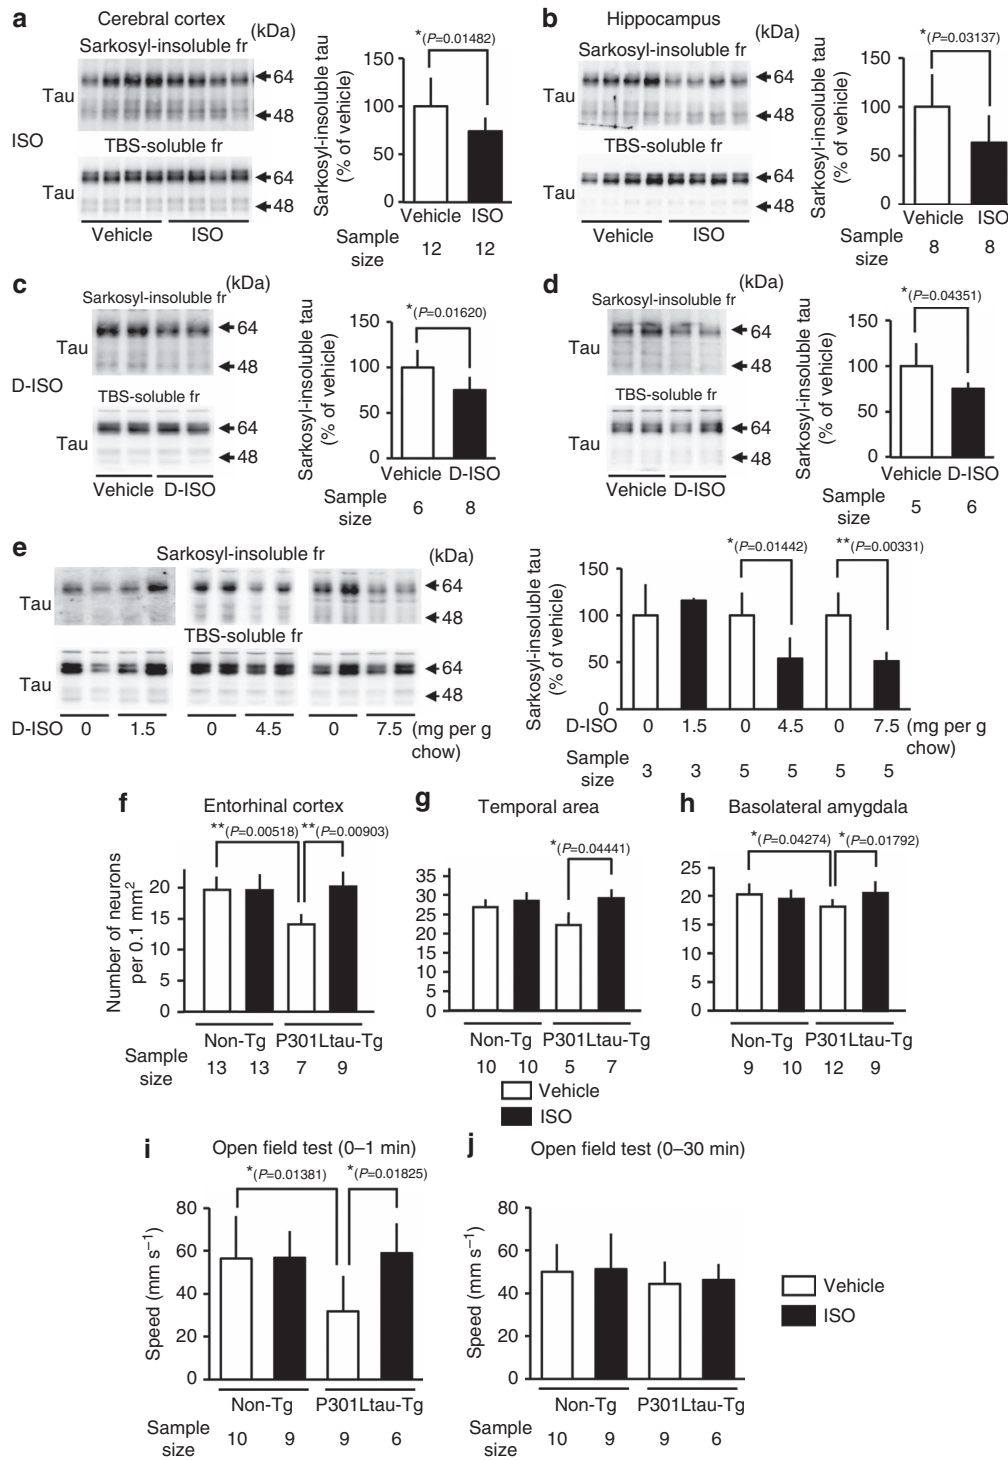 a
Cerebral cortex
Sarkosyl-insoluble fr
(kDa)
Tau
64
48
ISO
TBS-soluble fr
Tau
64
48
Vehicle ISO
Sarkosyl-insoluble tau
(% of vehicle)
150
100
50
0
*(P=0.01482)
Vehicle ISO
Sample size
12 12
b
Hippocampus
Sarkosyl-insoluble fr
(kDa)
Tau
64
48
TBS-soluble fr
Tau
64
48
Vehicle ISO
Sarkosyl-insoluble tau
(% of vehicle)
150
100
50
0
*(P=0.03137)
Vehicle ISO
Sample size
8 8
c
Sarkosyl-insoluble fr
(kDa)
Tau
64
48
D-ISO
TBS-soluble fr
Tau
64
48
Vehicle D-ISO
Sarkosyl-insoluble tau
(% of vehicle)
150
100
50
0
*(P=0.01620)
Vehicle D-ISO
Sample size
6 8
d
Sarkosyl-insoluble fr
(kDa)
Tau
64
48
TBS-soluble fr
Tau
64
48
Vehicle D-ISO
Sarkosyl-insoluble tau
(% of vehicle)
150
100
50
0
*(P=0.04351)
Vehicle D-ISO
Sample size
5 6
e
Sarkosyl-insoluble fr
(kDa)
Tau
64
48
TBS-soluble fr
Tau
64
48
D-ISO 0 1.5 0 4.5 0 7.5 (mg per g chow)
Sarkosyl-insoluble tau
(% of vehicle)
150
100
50
0
*(P=0.01442)
**(P=0.00331)
D-ISO 0 1.5 0 4.5 0 7.5 (mg per g chow)
Sample size
3 3 5 5 5 5
f
Entorhinal cortex
**(P=0.00518) **(P=0.00903)
Number of neurons
per 0.1 mm²
20
15
10
5
0
Non-Tg P301Ltau-Tg
Sample size
13 13 7 9
g
Temporal area
*(P=0.04441)
35
30
25
20
15
10
5
0
Non-Tg P301Ltau-Tg
10 10 5 7
Vehicle
ISO
h
Basolateral amygdala
*(P=0.04274) *(P=0.01792)
25
20
15
10
5
0
Non-Tg P301Ltau-Tg
9 10 12 9
i
Open field test (0–1 min)
*(P=0.01381) *(P=0.01825)
Speed (mm s⁻¹)
80
60
40
20
0
Non-Tg P301Ltau-Tg
Sample size
10 9 9 6
j
Open field test (0–30 min)
Speed (mm s⁻¹)
80
60
40
20
0
Non-Tg P301Ltau-Tg
Sample size
10 9 9 6
Vehicle
ISO